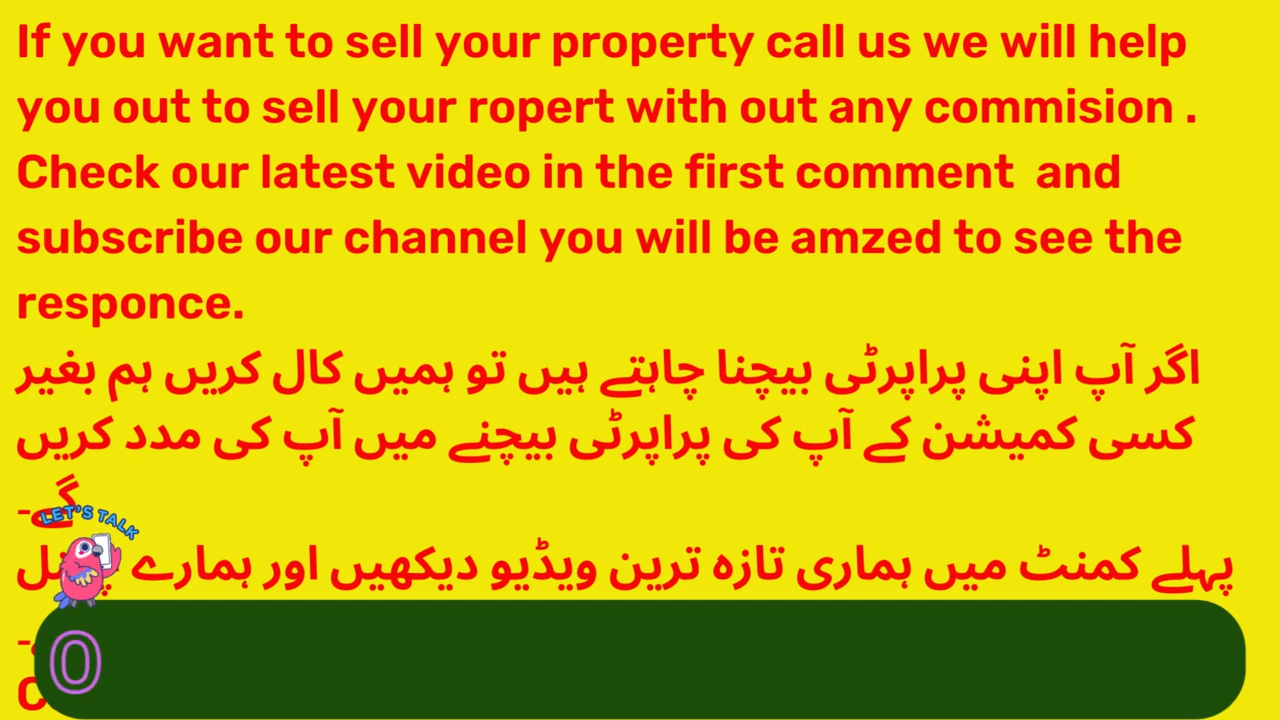 If you want to sell your property call us we will help
you out to sell your ropert with out any commision .
Check our latest video in the first comment  and
subscribe our channel you will be amzed to see the
responce.
اگر آپ اپنی پراپرٹی بیچنا چاہتے ہیں تو ہمیں کال کریں ہم بغیر
کسی کمیشن کے آپ کی پراپرٹی بیچنے میں آپ کی مدد کریں
گے۔
LET'S TALK
پہلے کمنٹ میں ہماری تازہ ترین ویڈیو دیکھیں اور ہمارے
0
C